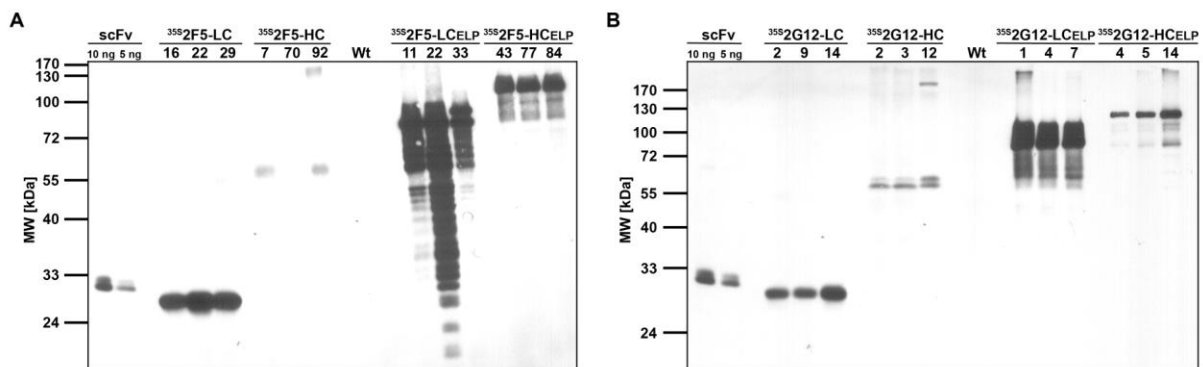 A
scFv 35S2F5-LC 35S2F5-HC 35S2F5-LCELP 35S2F5-HCELP
10 ng 5 ng 16 22 29 7 70 92 Wt 11 22 33 43 77 84
MW [kDa]
170
130
100
72
55
40
33
24
B
scFv 35S2G12-LC 35S2G12-HC 35S2G12-LCELP 35S2G12-HCELP
10 ng 5 ng 2 9 14 2 3 12 Wt 1 4 7 4 5 14
MW [kDa]
170
130
100
72
55
40
33
24